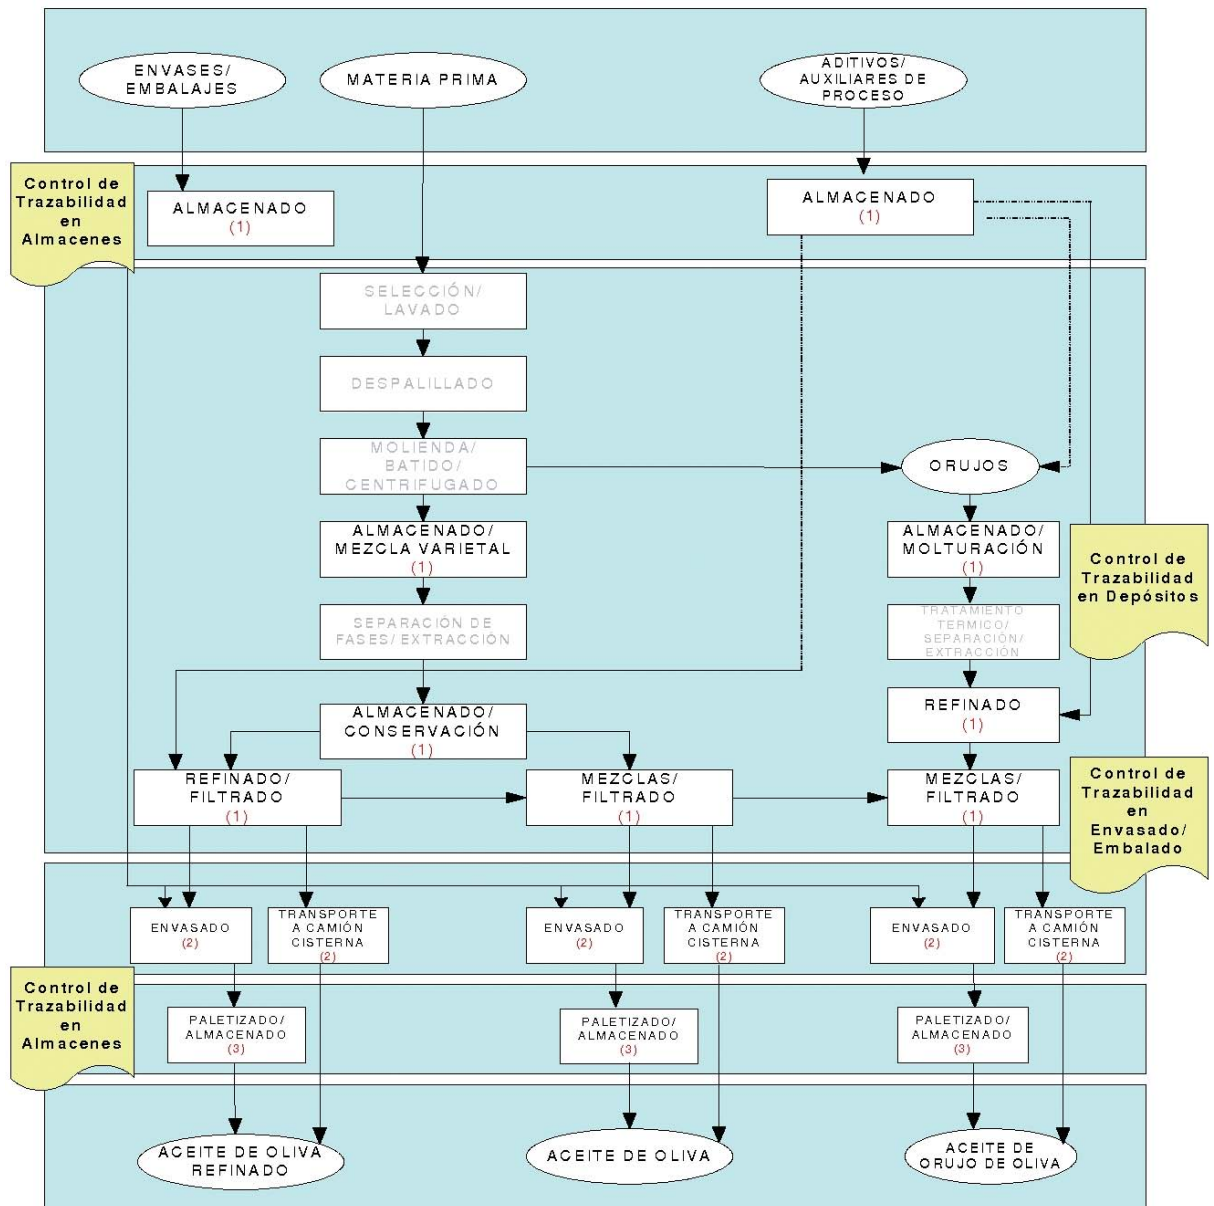 ENVASES/
EMBALAJES
MATERIA PRIMA
ADITIVOS/
AUXILIARES DE
PROCESO
Control de
Trazabilidad
en
Almacenes
ALMACENADO
(1)
ALMACENADO
(1)
SELECCIÓN/
LAVADO
DESPALILLADO
MOLIENDA/
BATIDO/
CENTRIFUGADO
ORUJOS
ALMACENADO/
MEZCLA VARIETAL
(1)
ALMACENADO/
MOLTURACIÓN
(1)
Control de
Trazabilidad
en Depósitos
SEPARACIÓN DE
FASES/ EXTRACCIÓN
TRATAMIENTO
TERMICO/
SEPARACIÓN/
EXTRACCIÓN
ALMACENADO/
CONSERVACIÓN
(1)
REFINADO
(1)
REFINADO/
FILTRADO
(1)
MEZCLAS/
FILTRADO
(1)
MEZCLAS/
FILTRADO
(1)
Control de
Trazabilidad
en
Envasado/
Embalado
ENVASADO
(2)
TRANSPORTE
A CAMIÓN
CISTERNA
(2)
ENVASADO
(2)
TRANSPORTE
A CAMIÓN
CISTERNA
(2)
ENVASADO
(2)
TRANSPORTE
A CAMIÓN
CISTERNA
(2)
Control de
Trazabilidad
en
Almacenes
PALETIZADO/
ALMACENADO
(3)
PALETIZADO/
ALMACENADO
(3)
PALETIZADO/
ALMACENADO
(3)
ACEITE DE OLIVA
REFINADO
ACEITE DE OLIVA
ACEITE DE
ORUJO DE OLIVA